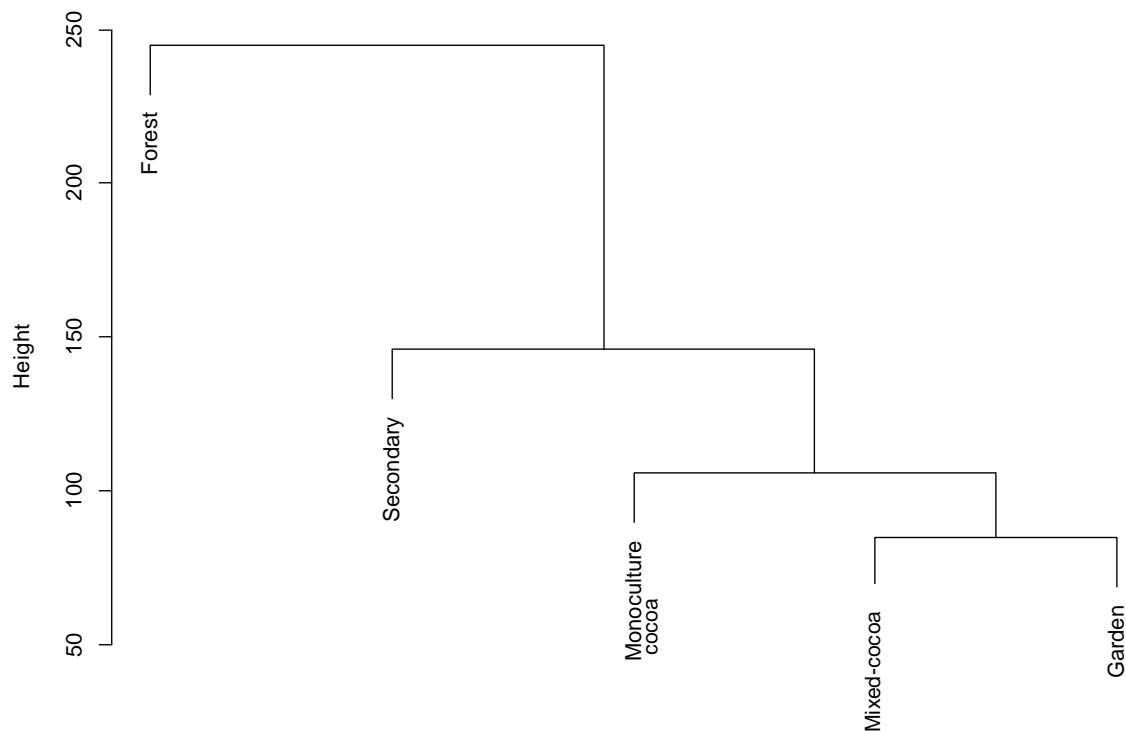 250
200
150
100
50
Height
Forest
Secondary
Monoculture
cocoa
Mixed-cocoa
Garden